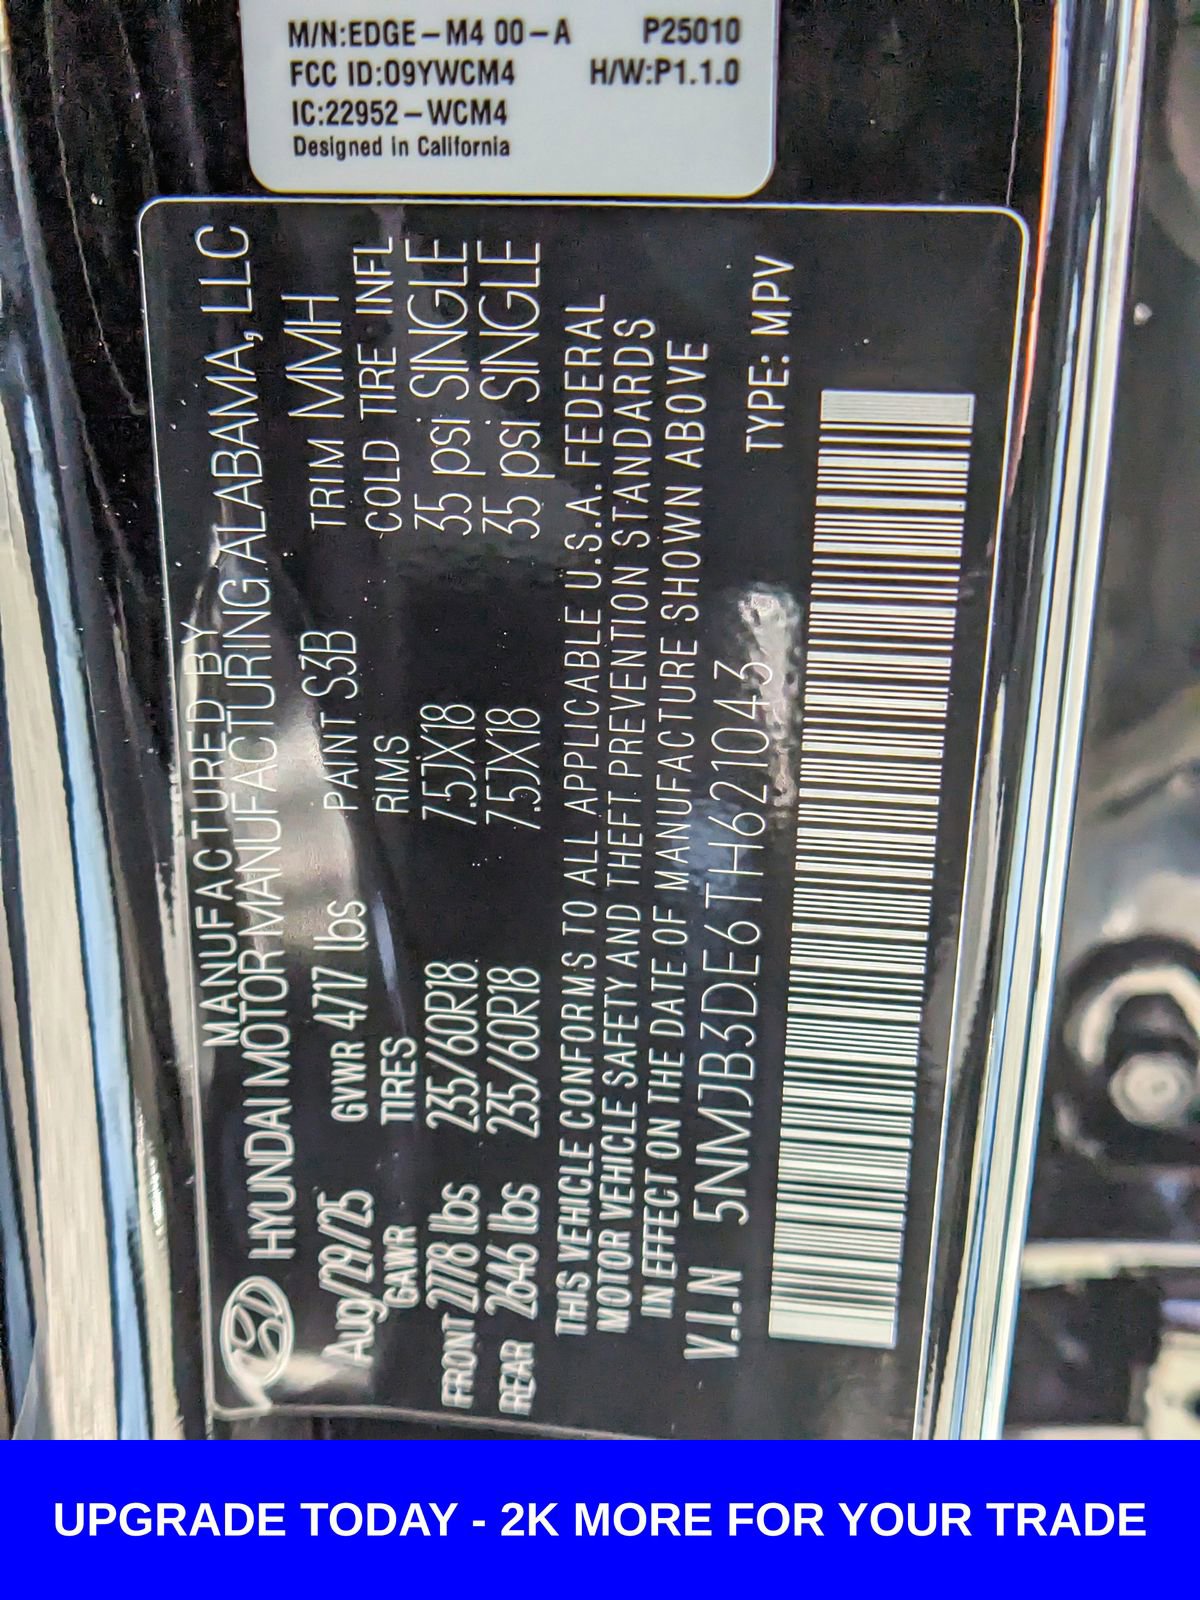 M/N:EDGE-M4 00-A P25010
FCC ID:O9YWCM4 H/W:P1.1.0
IC:22952-WCM4
Designed in California
MANUFACTURED BY
HYUNDAI MOTOR MANUFACTURING ALABAMA, LLC
Aug/29/25 GVWR 4717 lbs PAINT S3B TRIM MMH
GAWR TIRES RIMS COLD TIRE INFL
FRONT 2778 lbs 235/60R18 7.5JX18 35 psi SINGLE
REAR 2646 lbs 235/60R18 7.5JX18 35 psi SINGLE
THIS VEHICLE CONFORMS TO ALL APPLICABLE U.S.A. FEDERAL
MOTOR VEHICLE SAFETY AND THEFT PREVENTION STANDARDS
IN EFFECT ON THE DATE OF MANUFACTURE SHOWN ABOVE
V.I.N 5NMJB3DE6TH621043 TYPE: MPV
UPGRADE TODAY - 2K MORE FOR YOUR TRADE